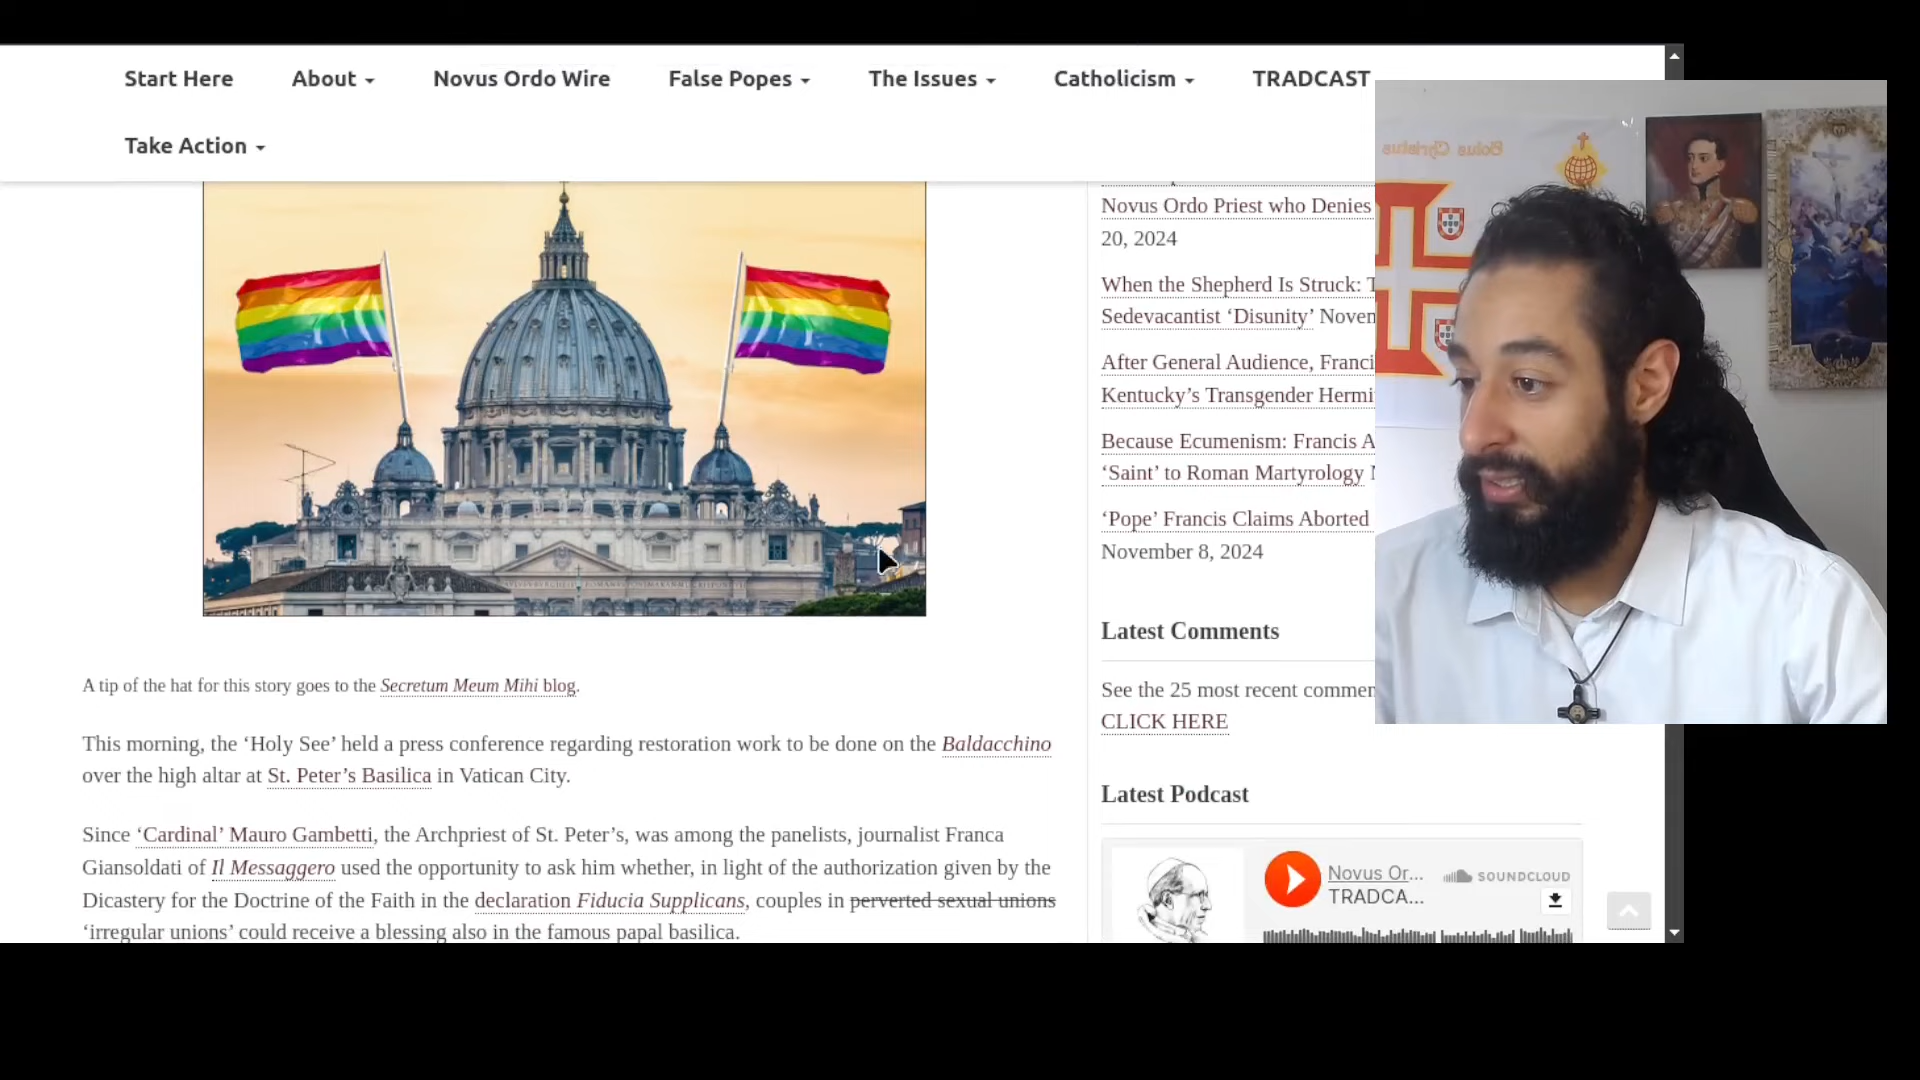 Start Here
About
Novus Ordo Wire
False Popes
The Issues
Catholicism
TRADCAST
Take Action
A tip of the hat for this story goes to the Secretum Meum Mihi blog.
This morning, the ‘Holy See’ held a press conference regarding restoration work to be done on the Baldacchino
over the high altar at St. Peter’s Basilica in Vatican City.
Since ‘Cardinal’ Mauro Gambetti, the Archpriest of St. Peter’s, was among the panelists, journalist Franca
Giansoldati of Il Messaggero used the opportunity to ask him whether, in light of the authorization given by the
Dicastery for the Doctrine of the Faith in the declaration Fiducia Supplicans, couples in perverted sexual unions
‘irregular unions’ could receive a blessing also in the famous papal basilica.
Novus Ordo Priest who Denies
20, 2024
When the Shepherd Is Struck:
Sedevacantist ‘Disunity’ Novem
After General Audience, Franci
Kentucky’s Transgender Hermi
Because Ecumenism: Francis A
‘Saint’ to Roman Martyrology
‘Pope’ Francis Claims Aborted
November 8, 2024
Latest Comments
See the 25 most recent commen
CLICK HERE
Latest Podcast
Novus Or...
SOUNDCLOUD
TRADCA...
Solus Christus